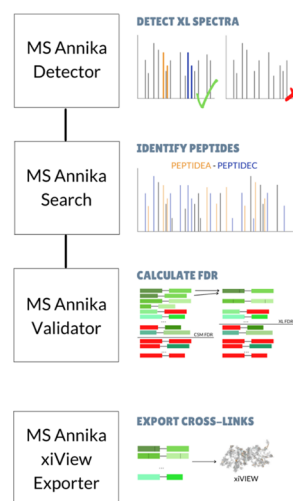 MS Annika
Detector
DETECT XL SPECTRA
MS Annika
Search
IDENTIFY PEPTIDES
PEPTIDEA - PEPTIDEC
MS Annika
Validator
CALCULATE FDR
...
...
XL FDR
CSM FDR
...
...
MS Annika
xiView
Exporter
EXPORT CROSS-LINKS
...
xiVIEW